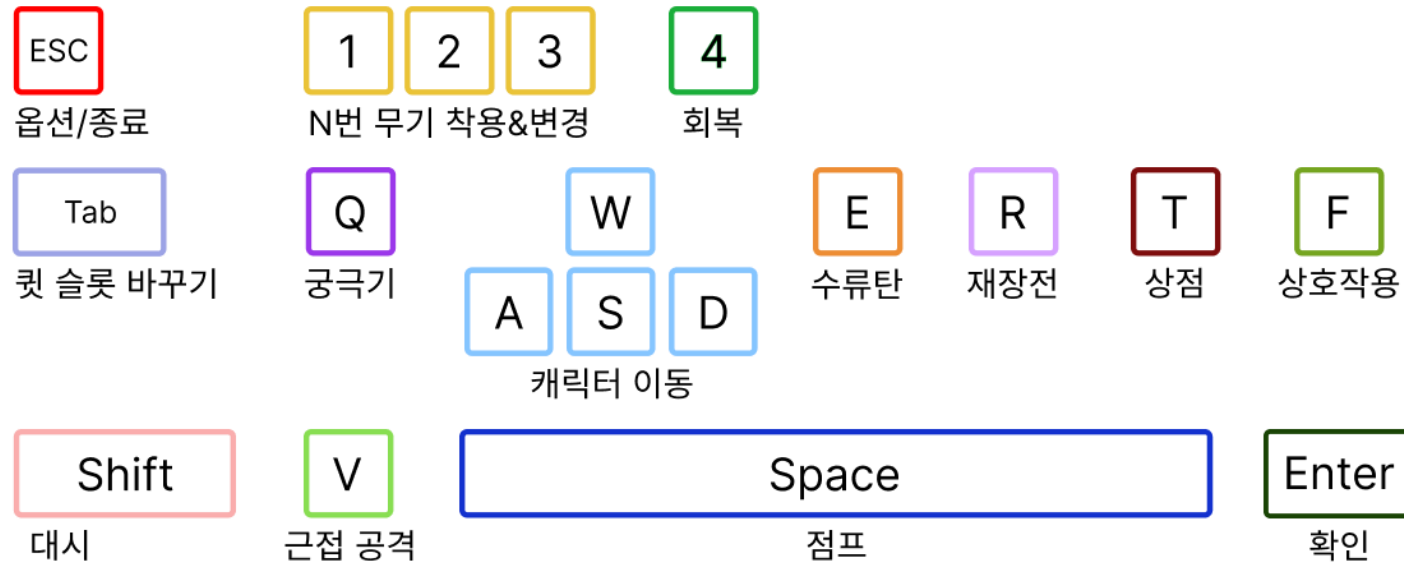 ESC 1 2 3 4
옵션/종료 N번 무기 착용&변경 회복
Tab Q W E R T F
큇 슬롯 바꾸기 궁극기 수류탄 재장전 상점 상호작용
A S D
캐릭터 이동
Shift V Space Enter
대시 근접 공격 점프 확인